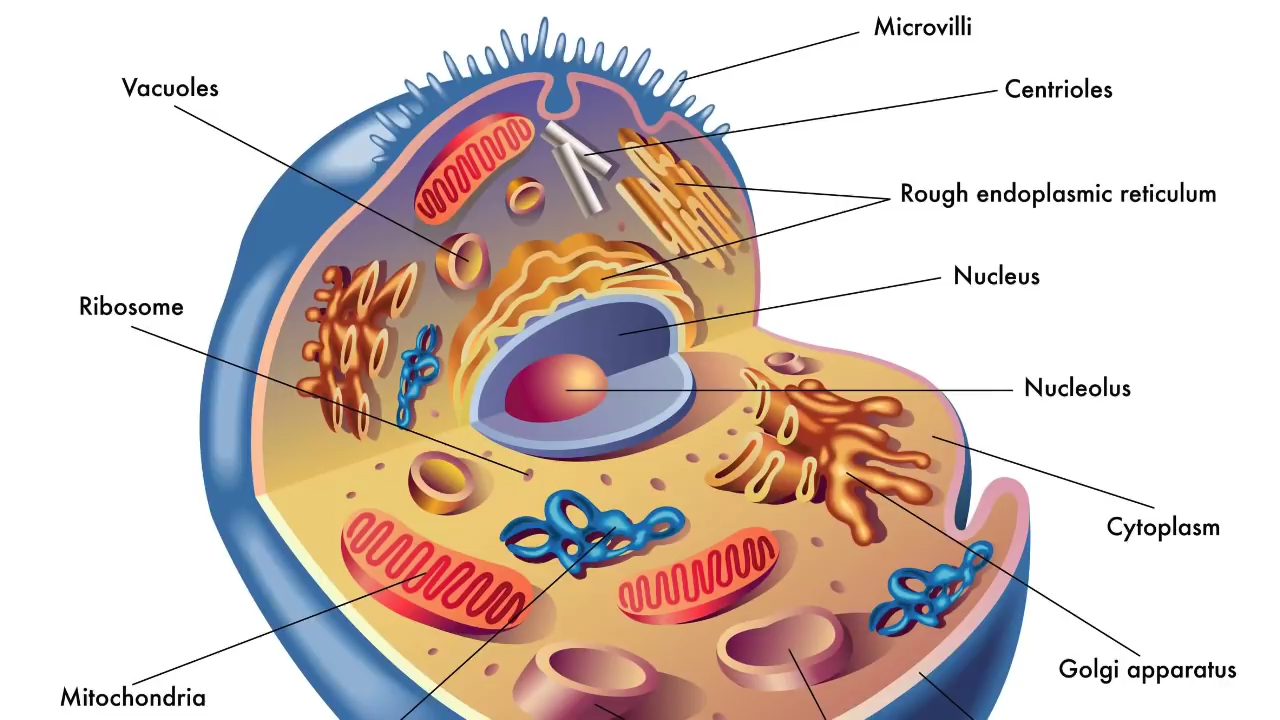 Microvilli
Vacuoles
Centrioles
Rough endoplasmic reticulum
Nucleus
Ribosome
Nucleolus
Cytoplasm
Golgi apparatus
Mitochondria